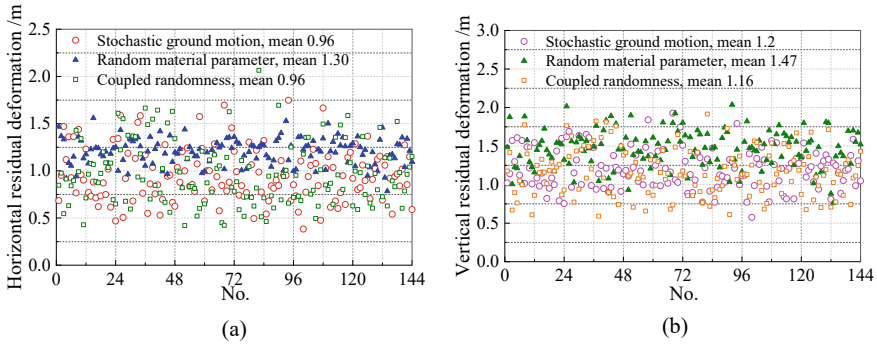 Horizontal residual deformation /m
2.5
2.0
1.5
1.0
0.5
0.0
Stochastic ground motion, mean 0.96
Random material parameter, mean 1.30
Coupled randomness, mean 0.96
0 24 48 72 96 120 144
No.
(a)
Vertical residual deformation /m
3.0
2.5
2.0
1.5
1.0
0.5
0.0
Stochastic ground motion, mean 1.2
Random material parameter, mean 1.47
Coupled randomness, mean 1.16
0 24 48 72 96 120 144
No.
(b)